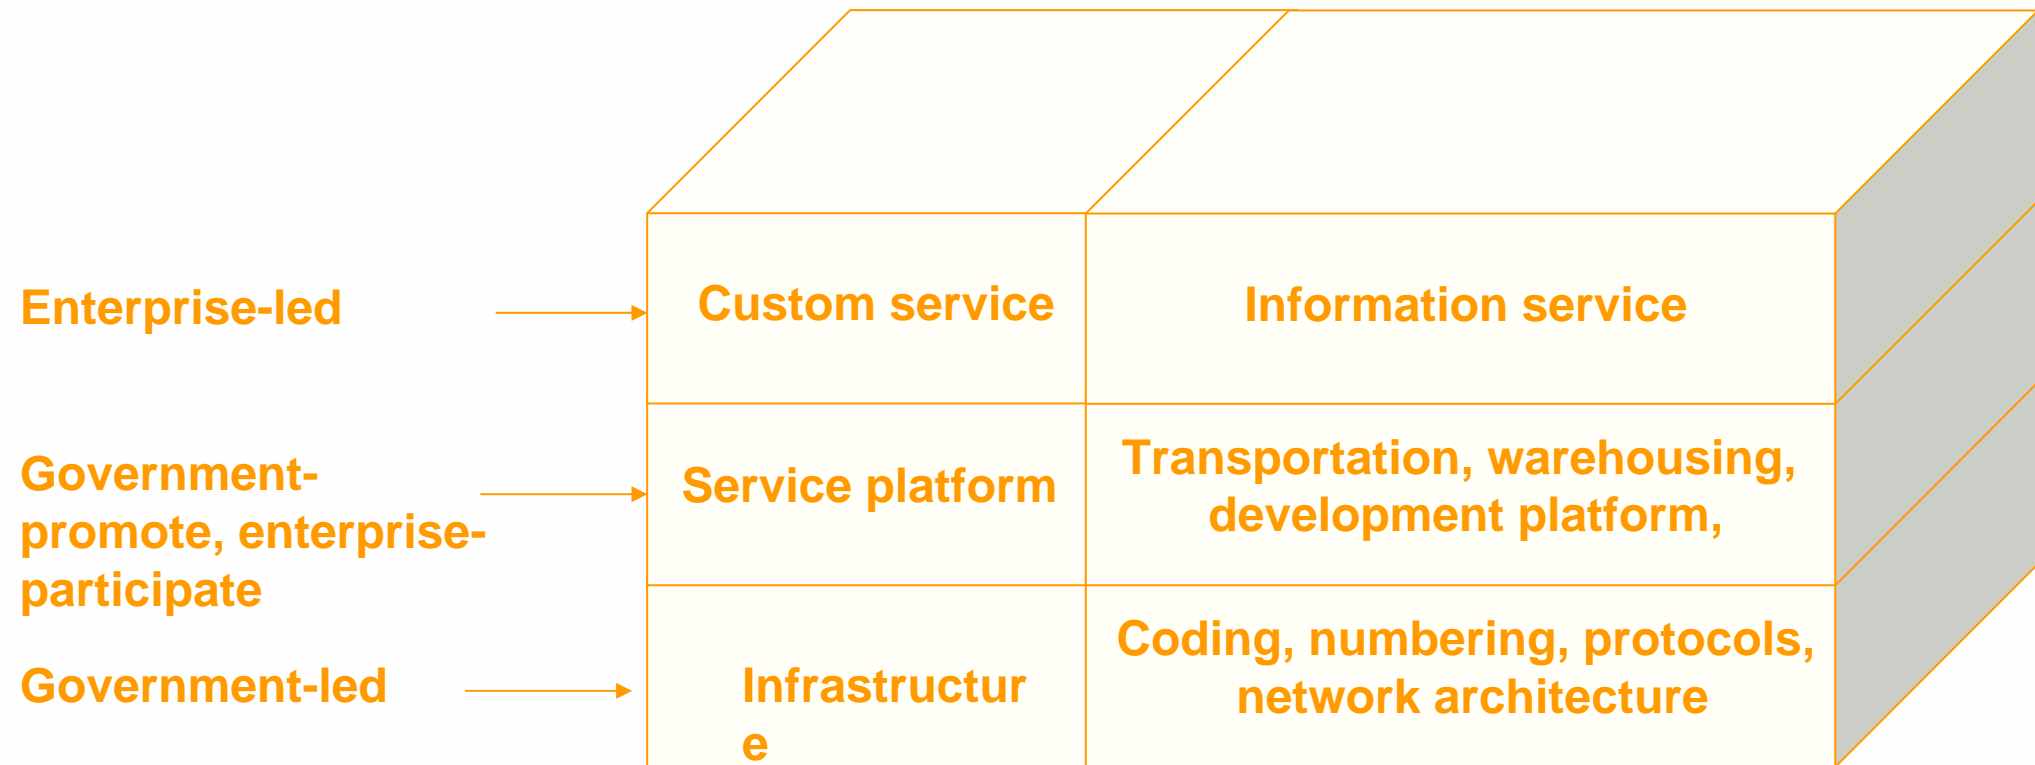 Enterprise-led
Custom service
Information service
Government-
promote, enterprise-
participate
Service platform
Transportation, warehousing,
development platform,
Government-led
Infrastructur
e
Coding, numbering, protocols,
network architecture